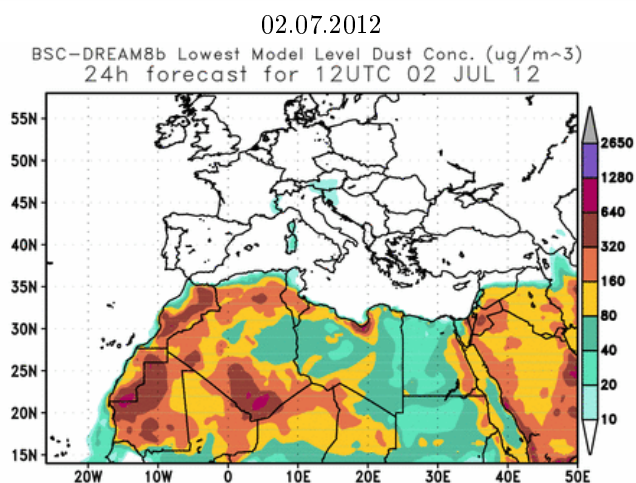 02.07.2012
BSC-DREAM8b Lowest Model Level Dust Conc. (ug/m^3)
24h forecast for 12UTC 02 JUL 12
55N
50N
45N
40N
35N
30N
25N
20N
15N
20W 10W 0 10E 20E 30E 40E 50E
2650
1280
640
320
160
80
40
20
10